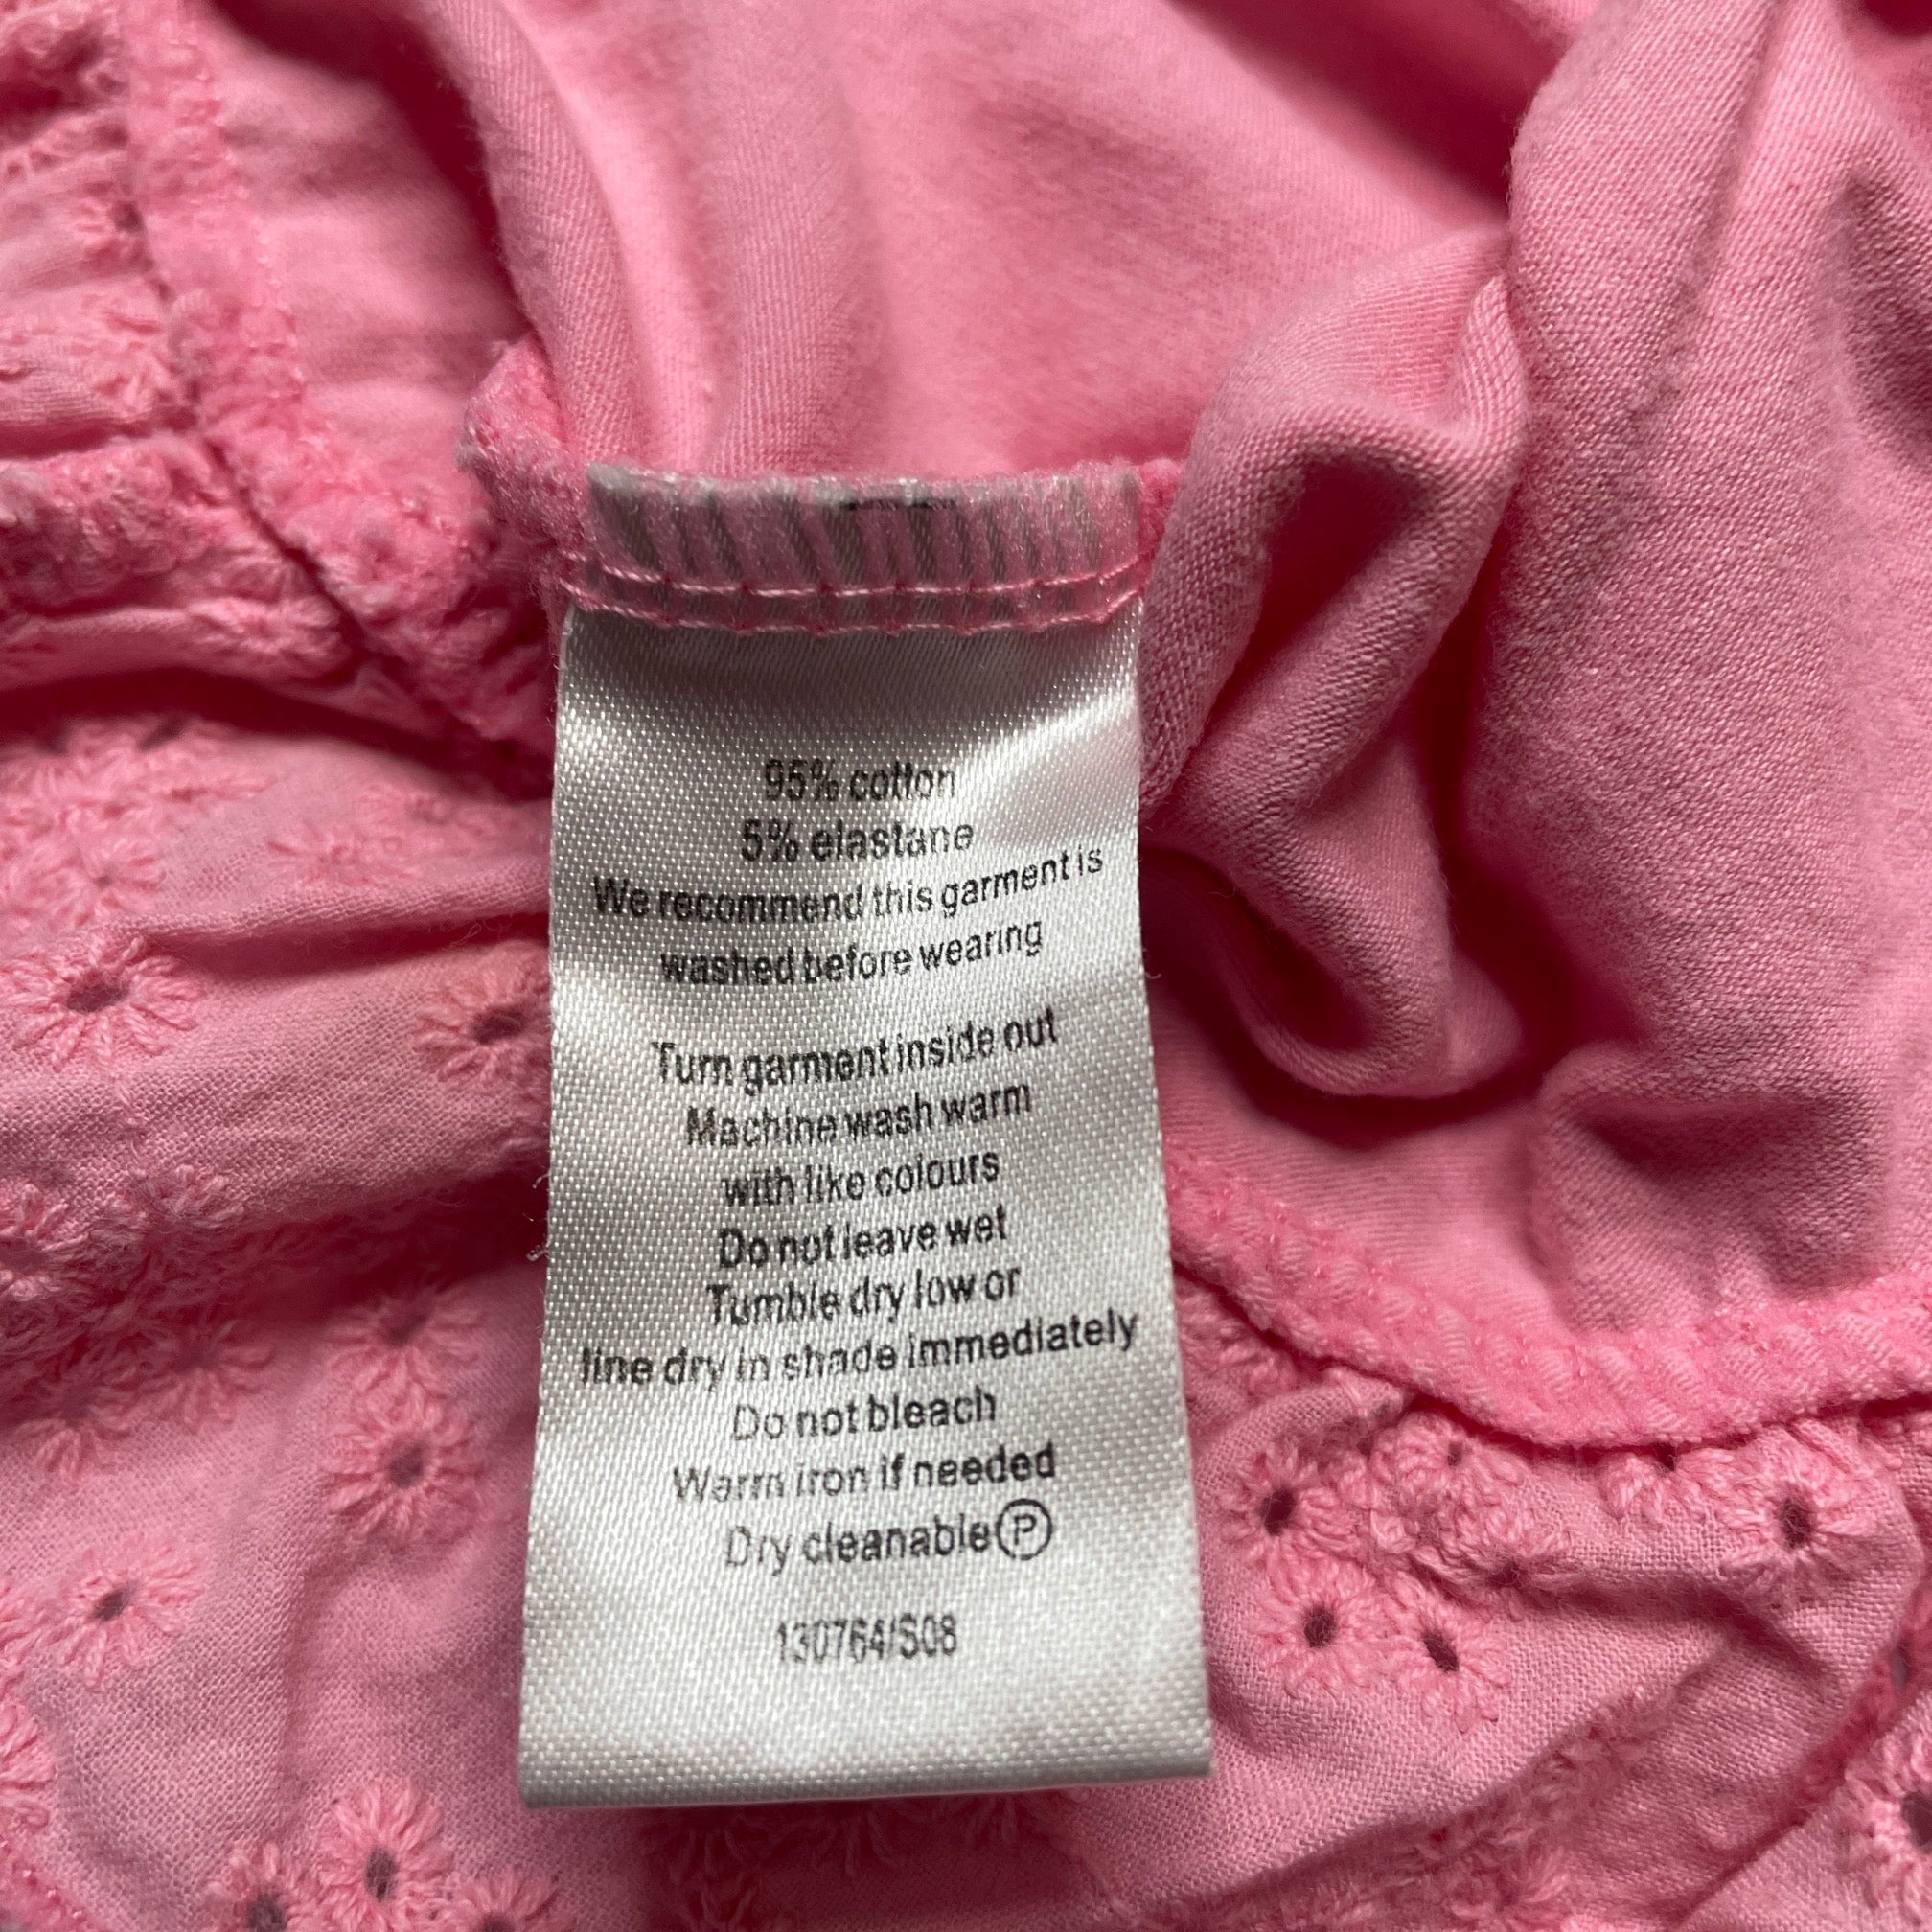 95% cotton
5% elastane
We recommend this garment is
washed before wearing
Turn garment inside out
Machine wash warm
with like colours
Do not leave wet
Tumble dry low or
line dry in shade immediately
Do not bleach
Warm iron if needed
Dry cleanable Ⓟ
130764/S08